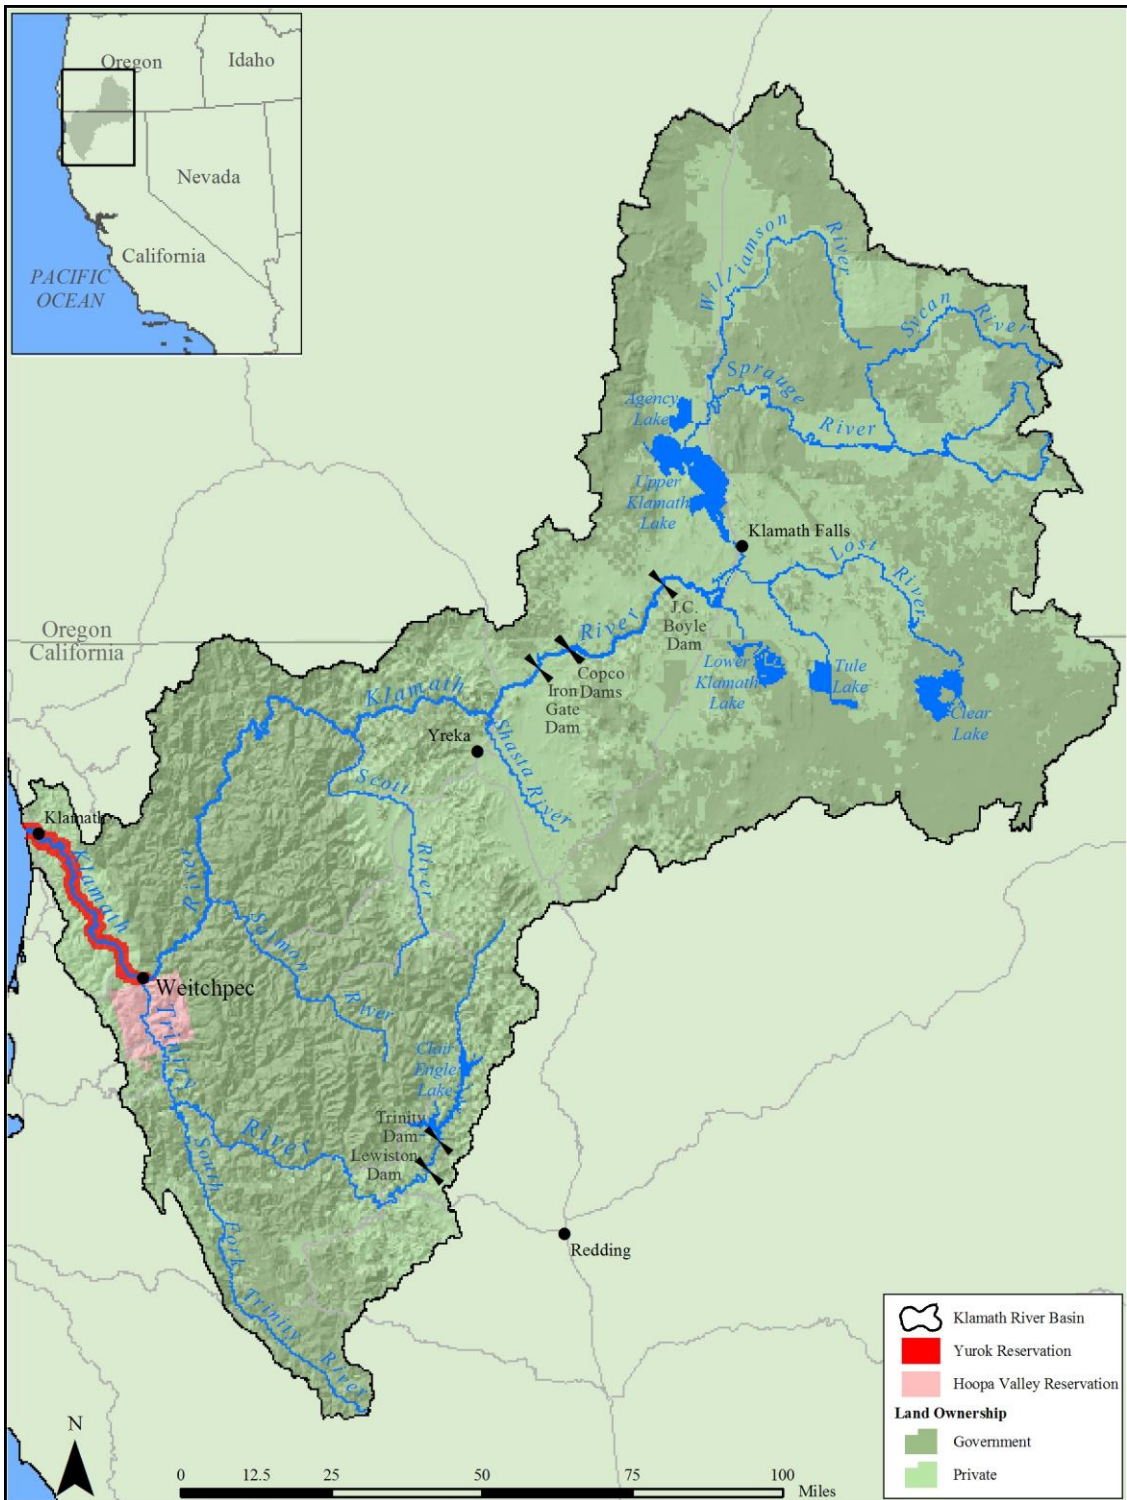 Oregon
Idaho
Nevada
California
PACIFIC
OCEAN
Williamson
River
Sycan
River
Sprauge
River
Agency
Lake
Upper
Klamath
Lake
Klamath Falls
Lost
River
J.C.
Boyle
Dam
River
Oregon
California
Copco
Dams
Iron
Gate
Dam
Lower
Klamath
Lake
Tule
Lake
Clear
Lake
Klamath
Yreka
Shasta River
Scott
River
Klamath
Klamath
River
Salmon
River
Weitchpec
Trinity
River
Clair
Engle
Lake
Trinity
Dam
Lewiston
Dam
South
Fork
Trinity
River
Redding
Klamath River Basin
Yurok Reservation
Hoopa Valley Reservation
Land Ownership
Government
Private
N
0 12.5 25 50 75 100
Miles